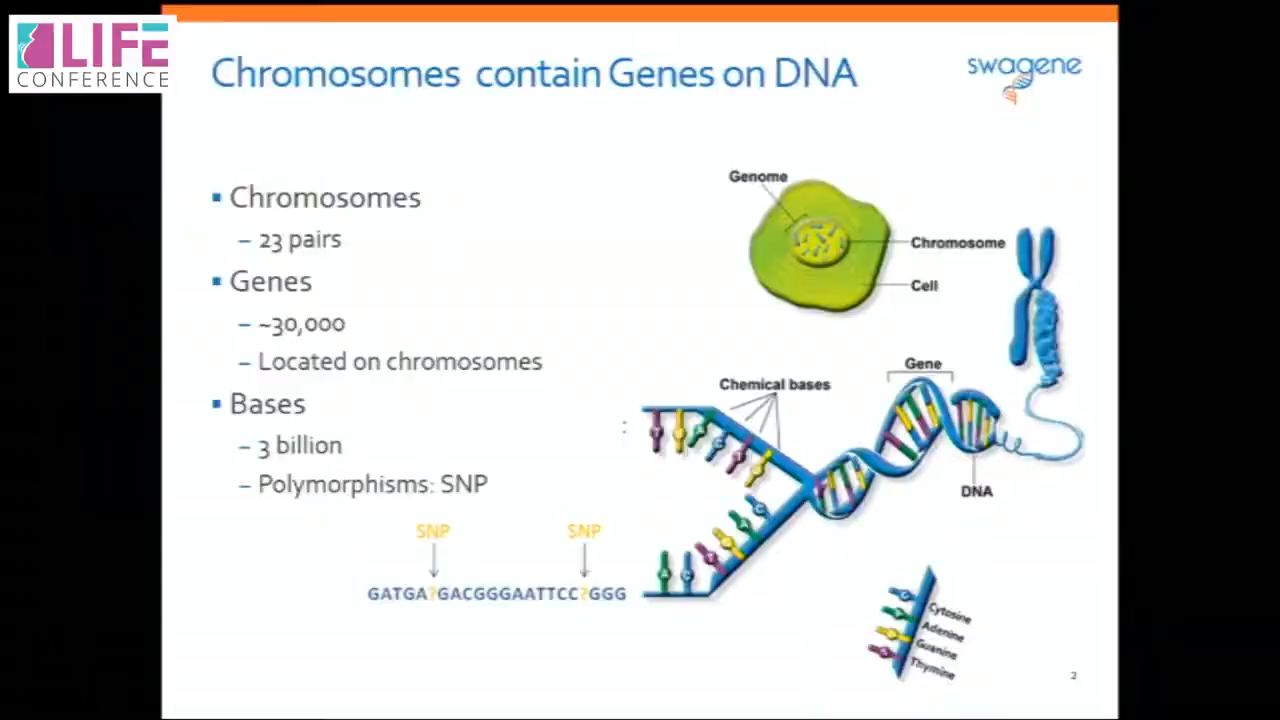 LIFE
CONFERENCE
Chromosomes contain Genes on DNA
swagene
▪ Chromosomes
– 23 pairs
▪ Genes
– ~30,000
– Located on chromosomes
▪ Bases
– 3 billion
– Polymorphisms: SNP
SNP SNP
GATGA?GACGGGAATTCC?GGG
:
Genome
Chromosome
Cell
Gene
Chemical bases
DNA
Cytosine
Adenine
Guanine
Thymine
2